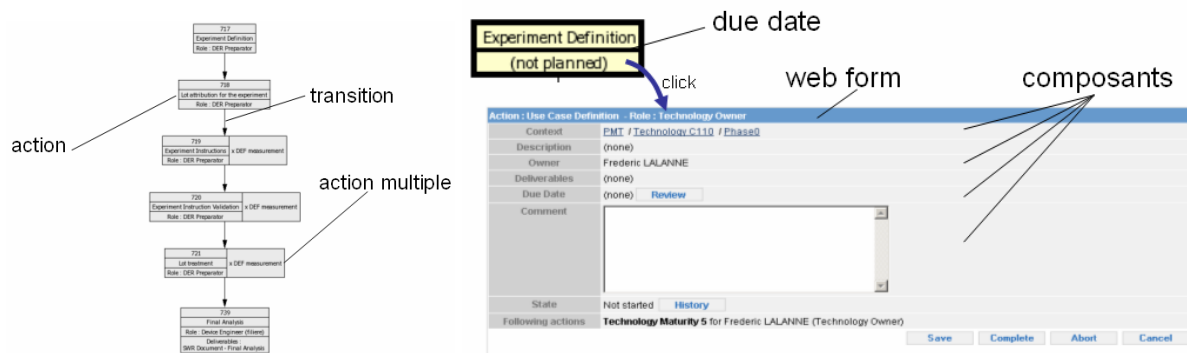 717
Experiment Definition
Role : DER Preparator
718
Lot attribution for the experiment
Role : DER Preparator
transition
action
719
Experiment Instructions
x DEF measurement
Role : DER Preparator
action multiple
720
Experiment Instruction Validation
x DEF measurement
Role : DER Preparator
721
Lot treatment
x DEF measurement
Role : DER Preparator
739
Final Analysis
Role : Device Engineer (filiere)
Deliverables :
SWR Document - Final Analysis
due date
Experiment Definition
(not planned)
click
web form
composants
Action : Use Case Definition - Role : Technology Owner
Context PMT / Technology C110 / Phase0
Description (none)
Owner Frederic LALANNE
Deliverables (none)
Due Date (none) Review
Comment
State Not started History
Following actions Technology Maturity 5 for Frederic LALANNE (Technology Owner)
Save Complete Abort Cancel